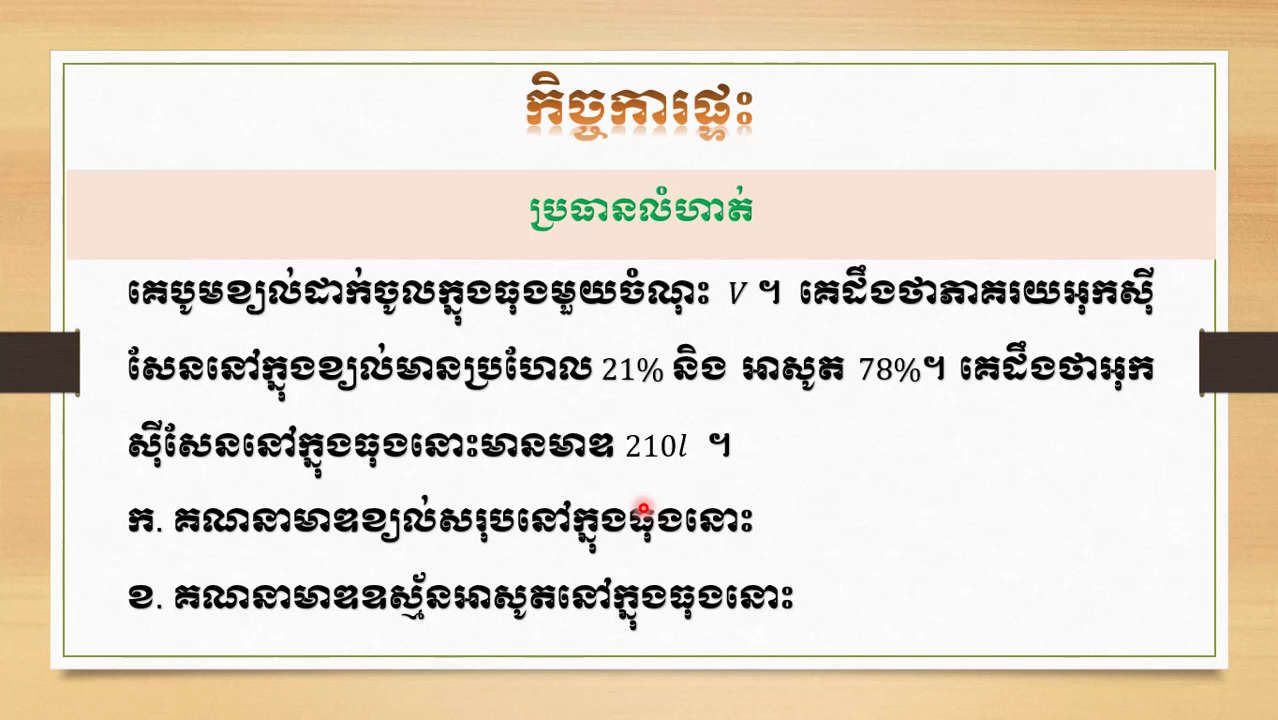 កិច្ចការផ្ទះ
ប្រធានលំហាត់
គេបូមខ្យល់ដាក់ចូលក្នុងធុងមួយចំណុះ V ។ គេដឹងថាភាគរយអុកស៊ី
សែននៅក្នុងខ្យល់មានប្រហែល 21% និង អាសូត 78%។ គេដឹងថាអុក
ស៊ីសែននៅក្នុងធុងនោះមានមាឌ 210l ។
ក. គណនាមាឌខ្យល់សរុបនៅក្នុងធុំងនោះ
ខ. គណនាមាឌឧស្ម័នអាសូតនៅក្នុងធុងនោះ